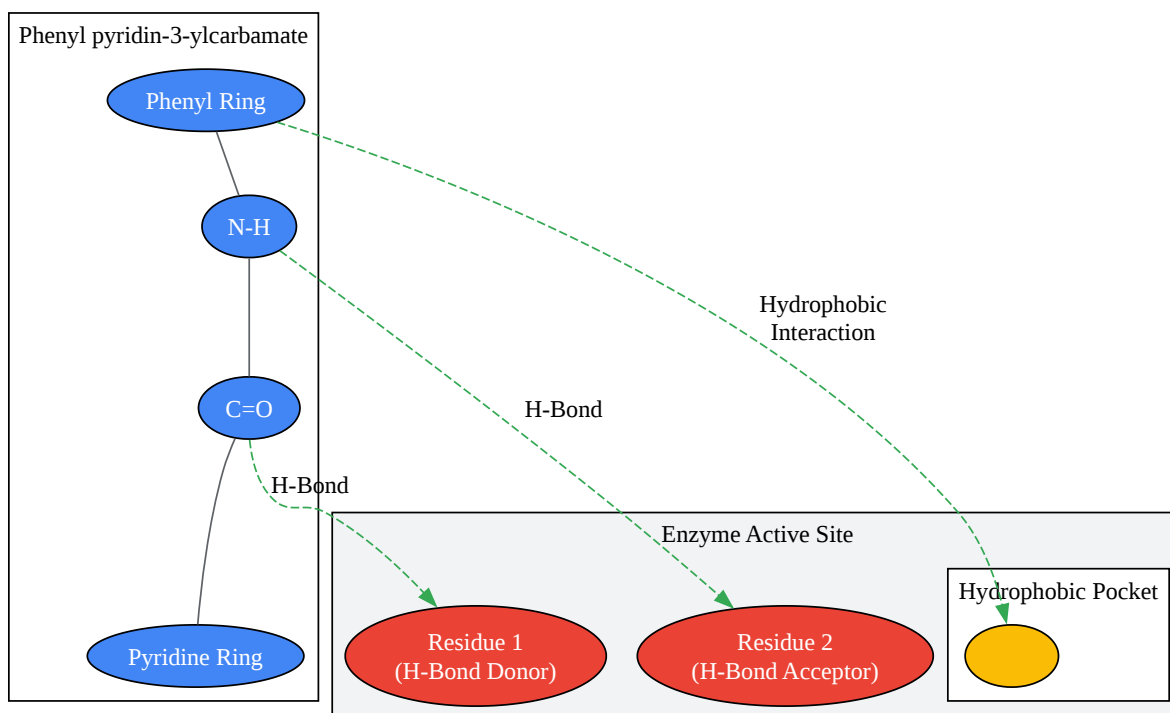 Phenyl pyridin-3-ylcarbamate
Phenyl Ring
N-H
Hydrophobic
Interaction
C=O
H-Bond
H-Bond
Enzyme Active Site
Hydrophobic Pocket
Pyridine Ring
Residue 1
(H-Bond Donor)
Residue 2
(H-Bond Acceptor)